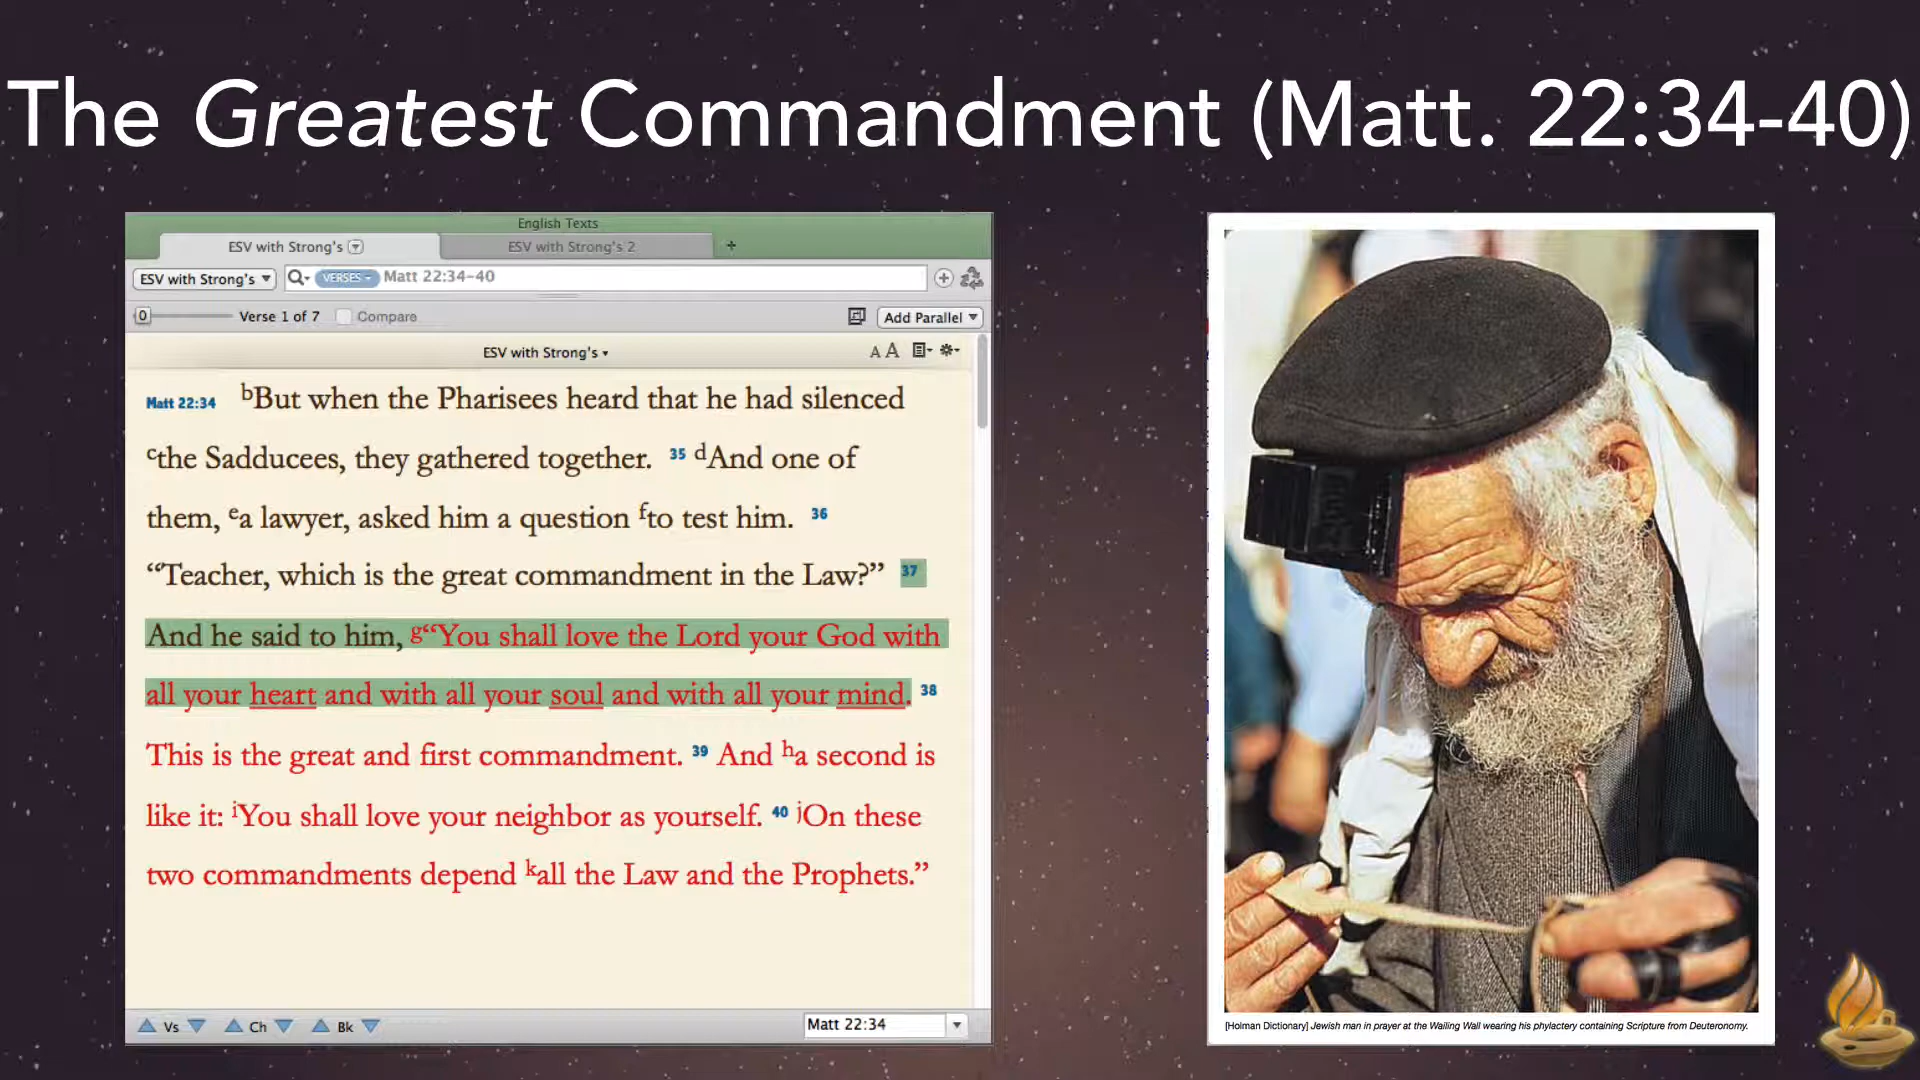 The Greatest Commandment (Matt. 22:34-40)
English Texts
ESV with Strong's
ESV with Strong's 2
+
ESV with Strong's
VERSES
Matt 22:34-40
0
Verse 1 of 7
Compare
Add Parallel
ESV with Strong's
A A
Matt 22:34 bBut when the Pharisees heard that he had silenced
cthe Sadducees, they gathered together. 35 dAnd one of
them, ea lawyer, asked him a question fto test him. 36
“Teacher, which is the great commandment in the Law?” 37
And he said to him, g“You shall love the Lord your God with
all your heart and with all your soul and with all your mind. 38
This is the great and first commandment. 39 And ha second is
like it: iYou shall love your neighbor as yourself. 40 jOn these
two commandments depend kall the Law and the Prophets.”
Vs Ch Bk
Matt 22:34
[Holman Dictionary] Jewish man in prayer at the Wailing Wall wearing his phylactery containing Scripture from Deuteronomy.